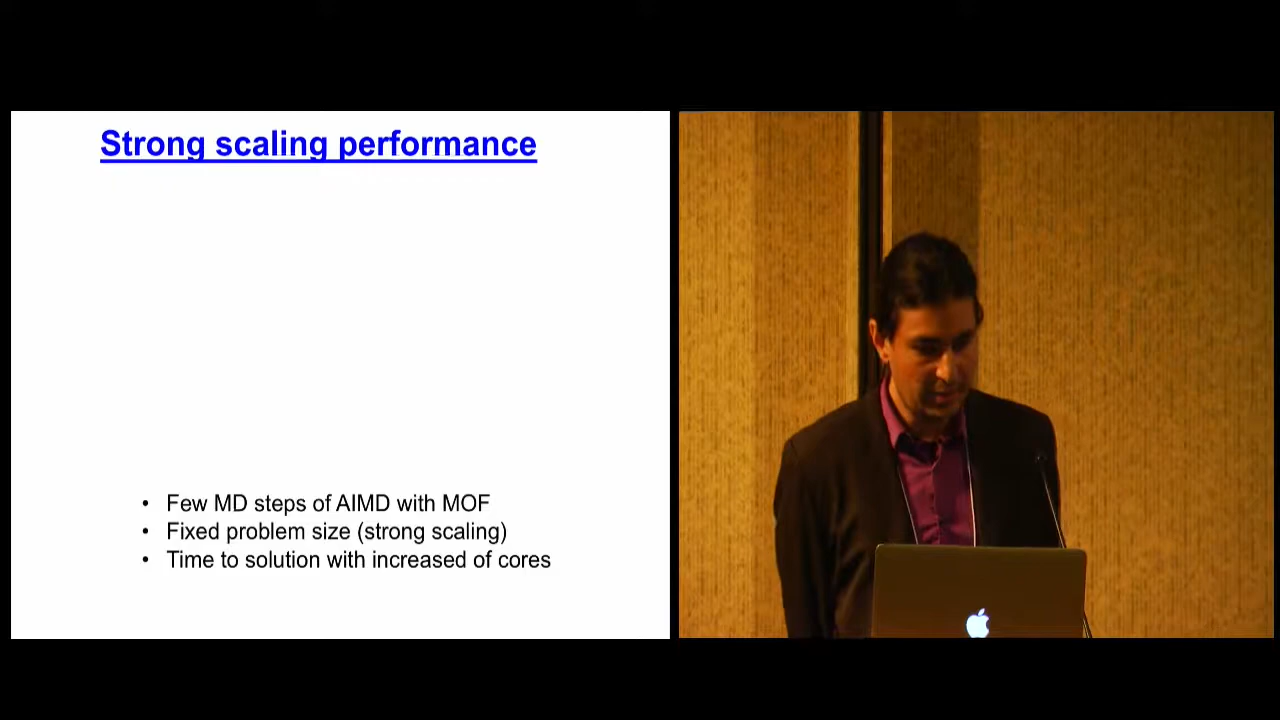 Strong scaling performance
• Few MD steps of AIMD with MOF
• Fixed problem size (strong scaling)
• Time to solution with increased of cores